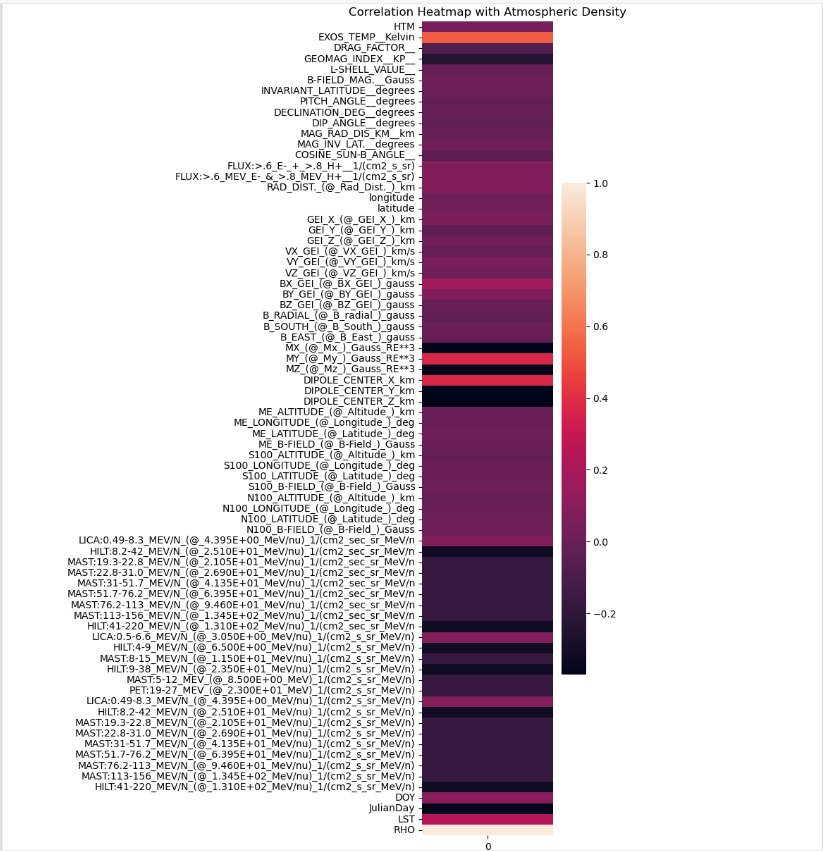 Correlation Heatmap with Atmospheric Density
HTM
EXOS_TEMP__Kelvin
DRAG_FACTOR__
GEOMAG_INDEX__KP__
L-SHELL_VALUE__
B-FIELD_MAG.__Gauss
INVARIANT_LATITUDE__degrees
PITCH_ANGLE__degrees
DECLINATION_DEG__degrees
DIP_ANGLE__degrees
MAG_RAD_DIS_KM__km
MAG_INV_LAT.__degrees
COSINE_SUN-B_ANGLE__
FLUX:>.6_E-_+_>.8_H+__1/(cm2_s_sr)
FLUX:>.6_MEV_E-_&_>.8_MEV_H+__1/(cm2_s_sr)
RAD_DIST._(@_Rad_Dist._)_km
longitude
latitude
GEI_X_(@_GEI_X_)_km
GEI_Y_(@_GEI_Y_)_km
GEI_Z_(@_GEI_Z_)_km
VX_GEI_(@_VX_GEI_)_km/s
VY_GEI_(@_VY_GEI_)_km/s
VZ_GEI_(@_VZ_GEI_)_km/s
BX_GEI_(@_BX_GEI_)_gauss
BY_GEI_(@_BY_GEI_)_gauss
BZ_GEI_(@_BZ_GEI_)_gauss
B_RADIAL_(@_B_radial_)_gauss
B_SOUTH_(@_B_South_)_gauss
B_EAST_(@_B_East_)_gauss
MX_(@_Mx_)_Gauss_RE**3
MY_(@_My_)_Gauss_RE**3
MZ_(@_Mz_)_Gauss_RE**3
DIPOLE_CENTER_X_km
DIPOLE_CENTER_Y_km
DIPOLE_CENTER_Z_km
ME_ALTITUDE_(@_Altitude_)_km
ME_LONGITUDE_(@_Longitude_)_deg
ME_LATITUDE_(@_Latitude_)_deg
ME_B-FIELD_(@_B-Field_)_Gauss
S100_ALTITUDE_(@_Altitude_)_km
S100_LONGITUDE_(@_Longitude_)_deg
S100_LATITUDE_(@_Latitude_)_deg
S100_B-FIELD_(@_B-Field_)_Gauss
N100_ALTITUDE_(@_Altitude_)_km
N100_LONGITUDE_(@_Longitude_)_deg
N100_LATITUDE_(@_Latitude_)_deg
N100_B-FIELD_(@_B-Field_)_Gauss
LICA:0.49-8.3_MEV/N_(@_4.395E+00_MeV/nu)_1/(cm2_sec_sr_MeV/n
HILT:8.2-42_MEV/N_(@_2.510E+01_MeV/nu)_1/(cm2_sec_sr_MeV/n
MAST:19.3-22.8_MEV/N_(@_2.105E+01_MeV/nu)_1/(cm2_sec_sr_MeV/n
MAST:22.8-31.0_MEV/N_(@_2.690E+01_MeV/nu)_1/(cm2_sec_sr_MeV/n
MAST:31-51.7_MEV/N_(@_4.135E+01_MeV/nu)_1/(cm2_sec_sr_MeV/n
MAST:51.7-76.2_MEV/N_(@_6.395E+01_MeV/nu)_1/(cm2_sec_sr_MeV/n
MAST:76.2-113_MEV/N_(@_9.460E+01_MeV/nu)_1/(cm2_sec_sr_MeV/n
MAST:113-156_MEV/N_(@_1.345E+02_MeV/nu)_1/(cm2_sec_sr_MeV/n
HILT:41-220_MEV/N_(@_1.310E+02_MeV/nu)_1/(cm2_sec_sr_MeV/n
LICA:0.5-6.6_MEV/N_(@_3.050E+00_MeV/nu)_1/(cm2_s_sr_MeV/n)
HILT:4-9_MEV/N_(@_6.500E+00_MeV/nu)_1/(cm2_s_sr_MeV/n)
MAST:8-15_MEV/N_(@_1.150E+01_MeV/nu)_1/(cm2_s_sr_MeV/n)
HILT:9-38_MEV/N_(@_2.350E+01_MeV/nu)_1/(cm2_s_sr_MeV/n)
MAST:5-12_MEV_(@_8.500E+00_MeV)_1/(cm2_s_sr_MeV/n)
PET:19-27_MEV_(@_2.300E+01_MeV)_1/(cm2_s_sr_MeV/n)
LICA:0.49-8.3_MEV/N_(@_4.395E+00_MeV/nu)_1/(cm2_s_sr_MeV/n)
HILT:8.2-42_MEV/N_(@_2.510E+01_MeV/nu)_1/(cm2_s_sr_MeV/n)
MAST:19.3-22.8_MEV/N_(@_2.105E+01_MeV/nu)_1/(cm2_s_sr_MeV/n)
MAST:22.8-31.0_MEV/N_(@_2.690E+01_MeV/nu)_1/(cm2_s_sr_MeV/n)
MAST:31-51.7_MEV/N_(@_4.135E+01_MeV/nu)_1/(cm2_s_sr_MeV/n)
MAST:51.7-76.2_MEV/N_(@_6.395E+01_MeV/nu)_1/(cm2_s_sr_MeV/n)
MAST:76.2-113_MEV/N_(@_9.460E+01_MeV/nu)_1/(cm2_s_sr_MeV/n)
MAST:113-156_MEV/N_(@_1.345E+02_MeV/nu)_1/(cm2_s_sr_MeV/n)
HILT:41-220_MEV/N_(@_1.310E+02_MeV/nu)_1/(cm2_s_sr_MeV/n)
DOY
JulianDay
LST
RHO
0
1.0
0.8
0.6
0.4
0.2
0.0
−0.2